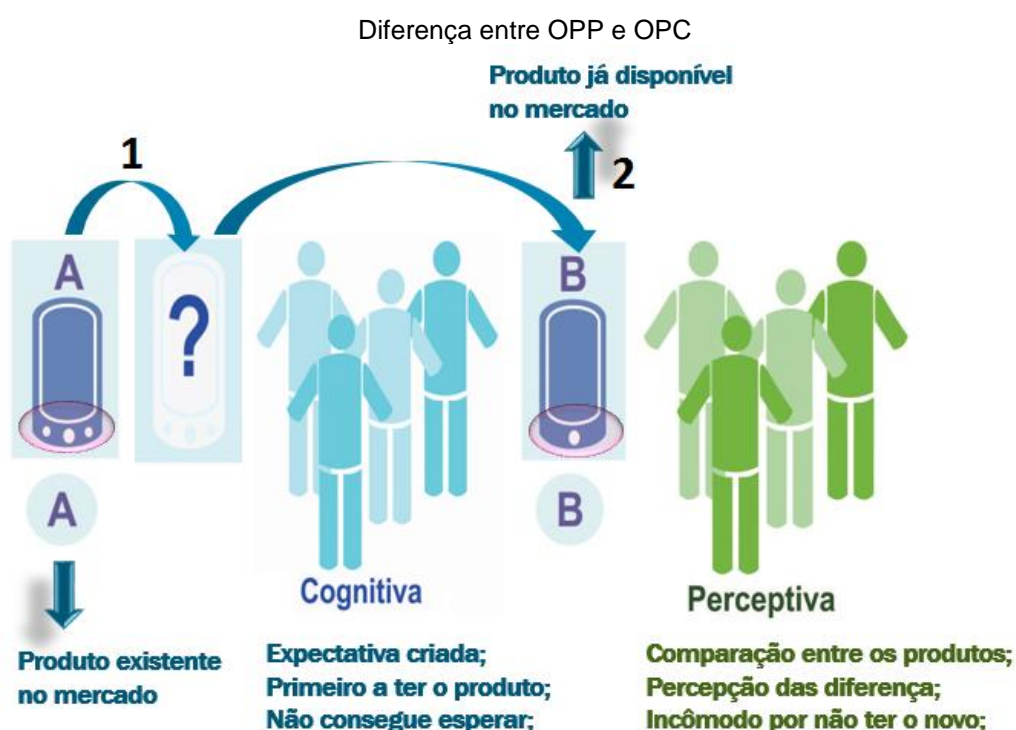 Diferença entre OPP e OPC
Produto já disponível
no mercado
1
2
A
?
B
A
B
Cognitiva
Perceptiva
Produto existente
no mercado
Expectativa criada;
Primeiro a ter o produto;
Não consegue esperar;
Comparação entre os produtos;
Percepção das diferença;
Incômodo por não ter o novo;